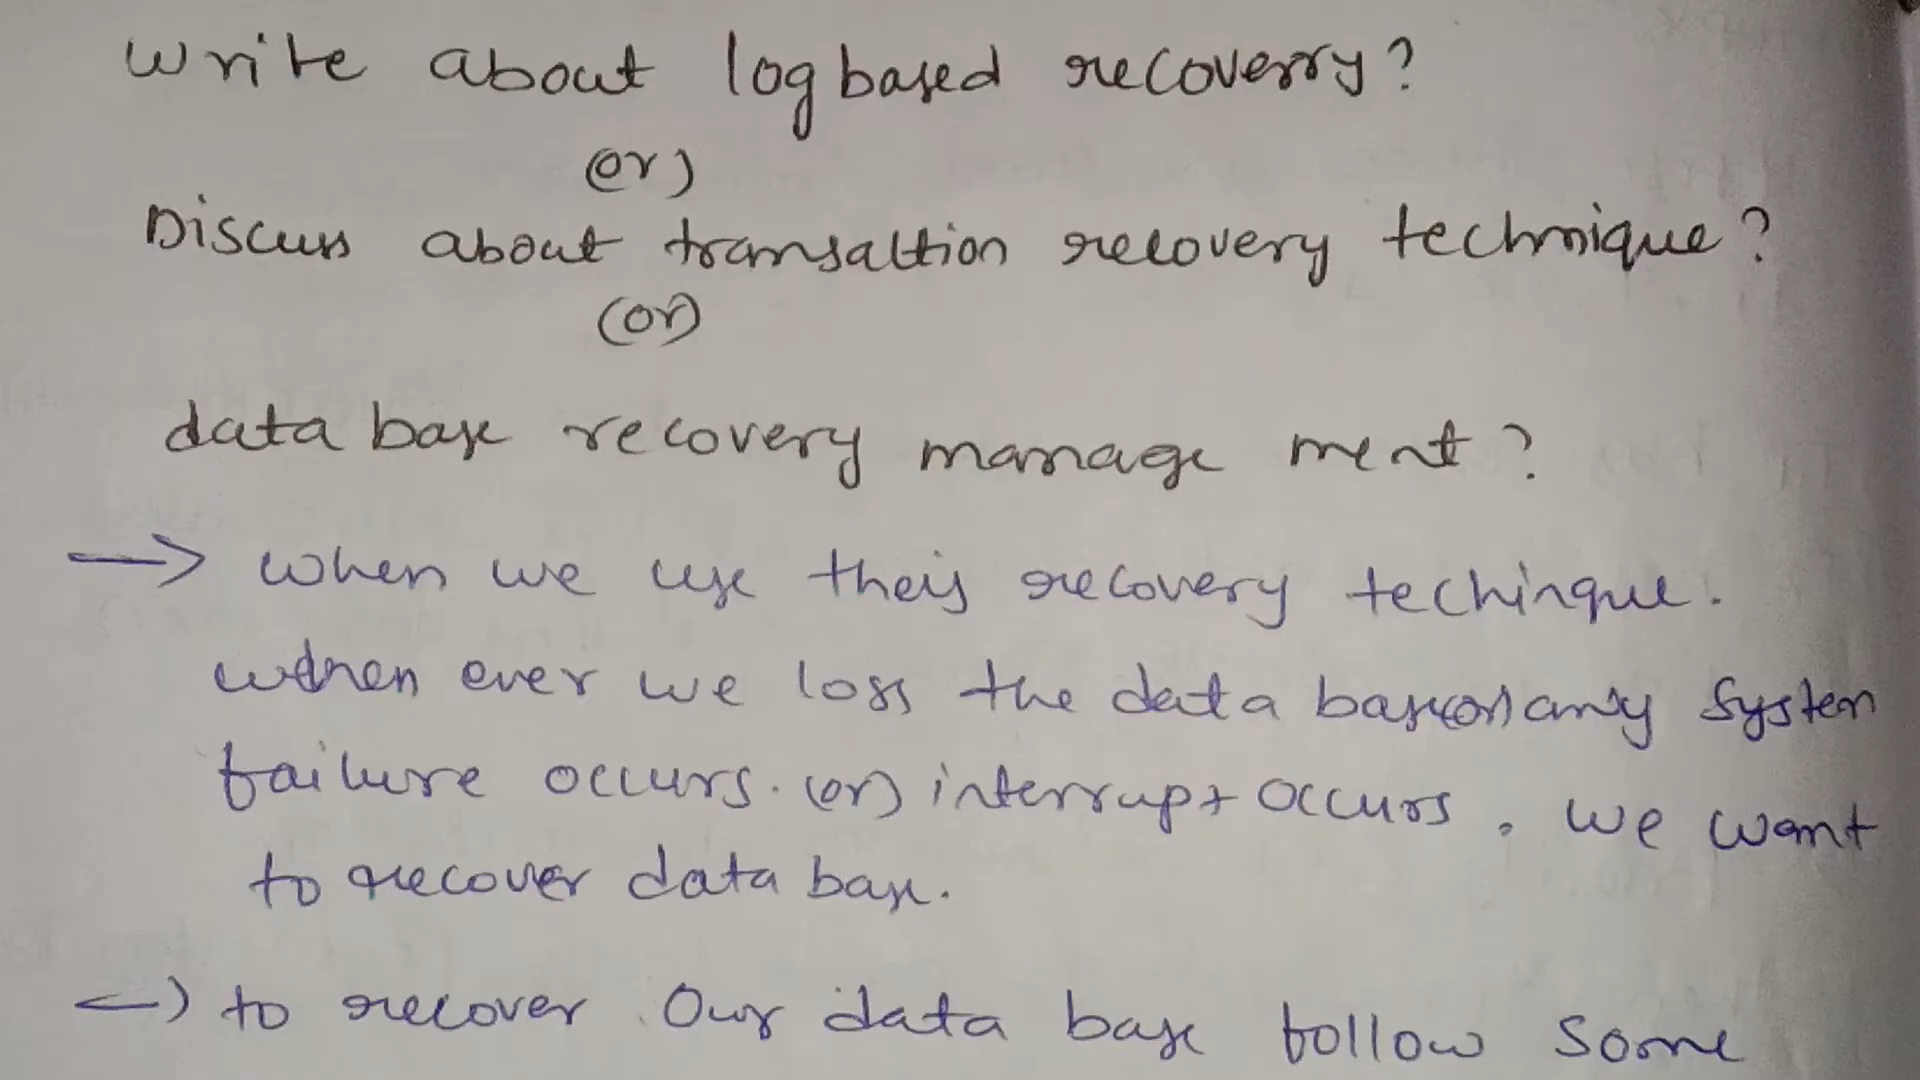 write about log based recoverry?
(or)
Discuss about transaltion recovery technique?
(or)
data base recovery manage ment?
→ when we use theis recovery techinque.
when ever we loss the data base(or) any system
failure occurs. (or) interrupt occurs. we want
to recover data base.
→ to recover our data base follow some